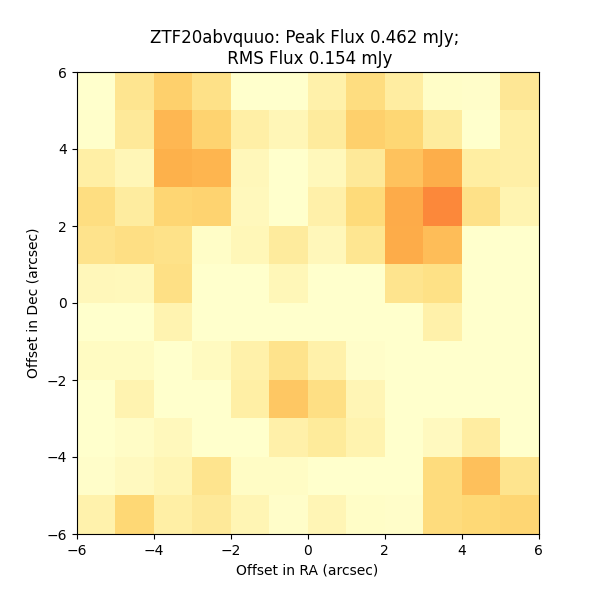 ZTF20abvquuo: Peak Flux 0.462 mJy;
RMS Flux 0.154 mJy
6
4
2
0
−2
−4
−6
Offset in Dec (arcsec)
−6 −4 −2 0 2 4 6
Offset in RA (arcsec)